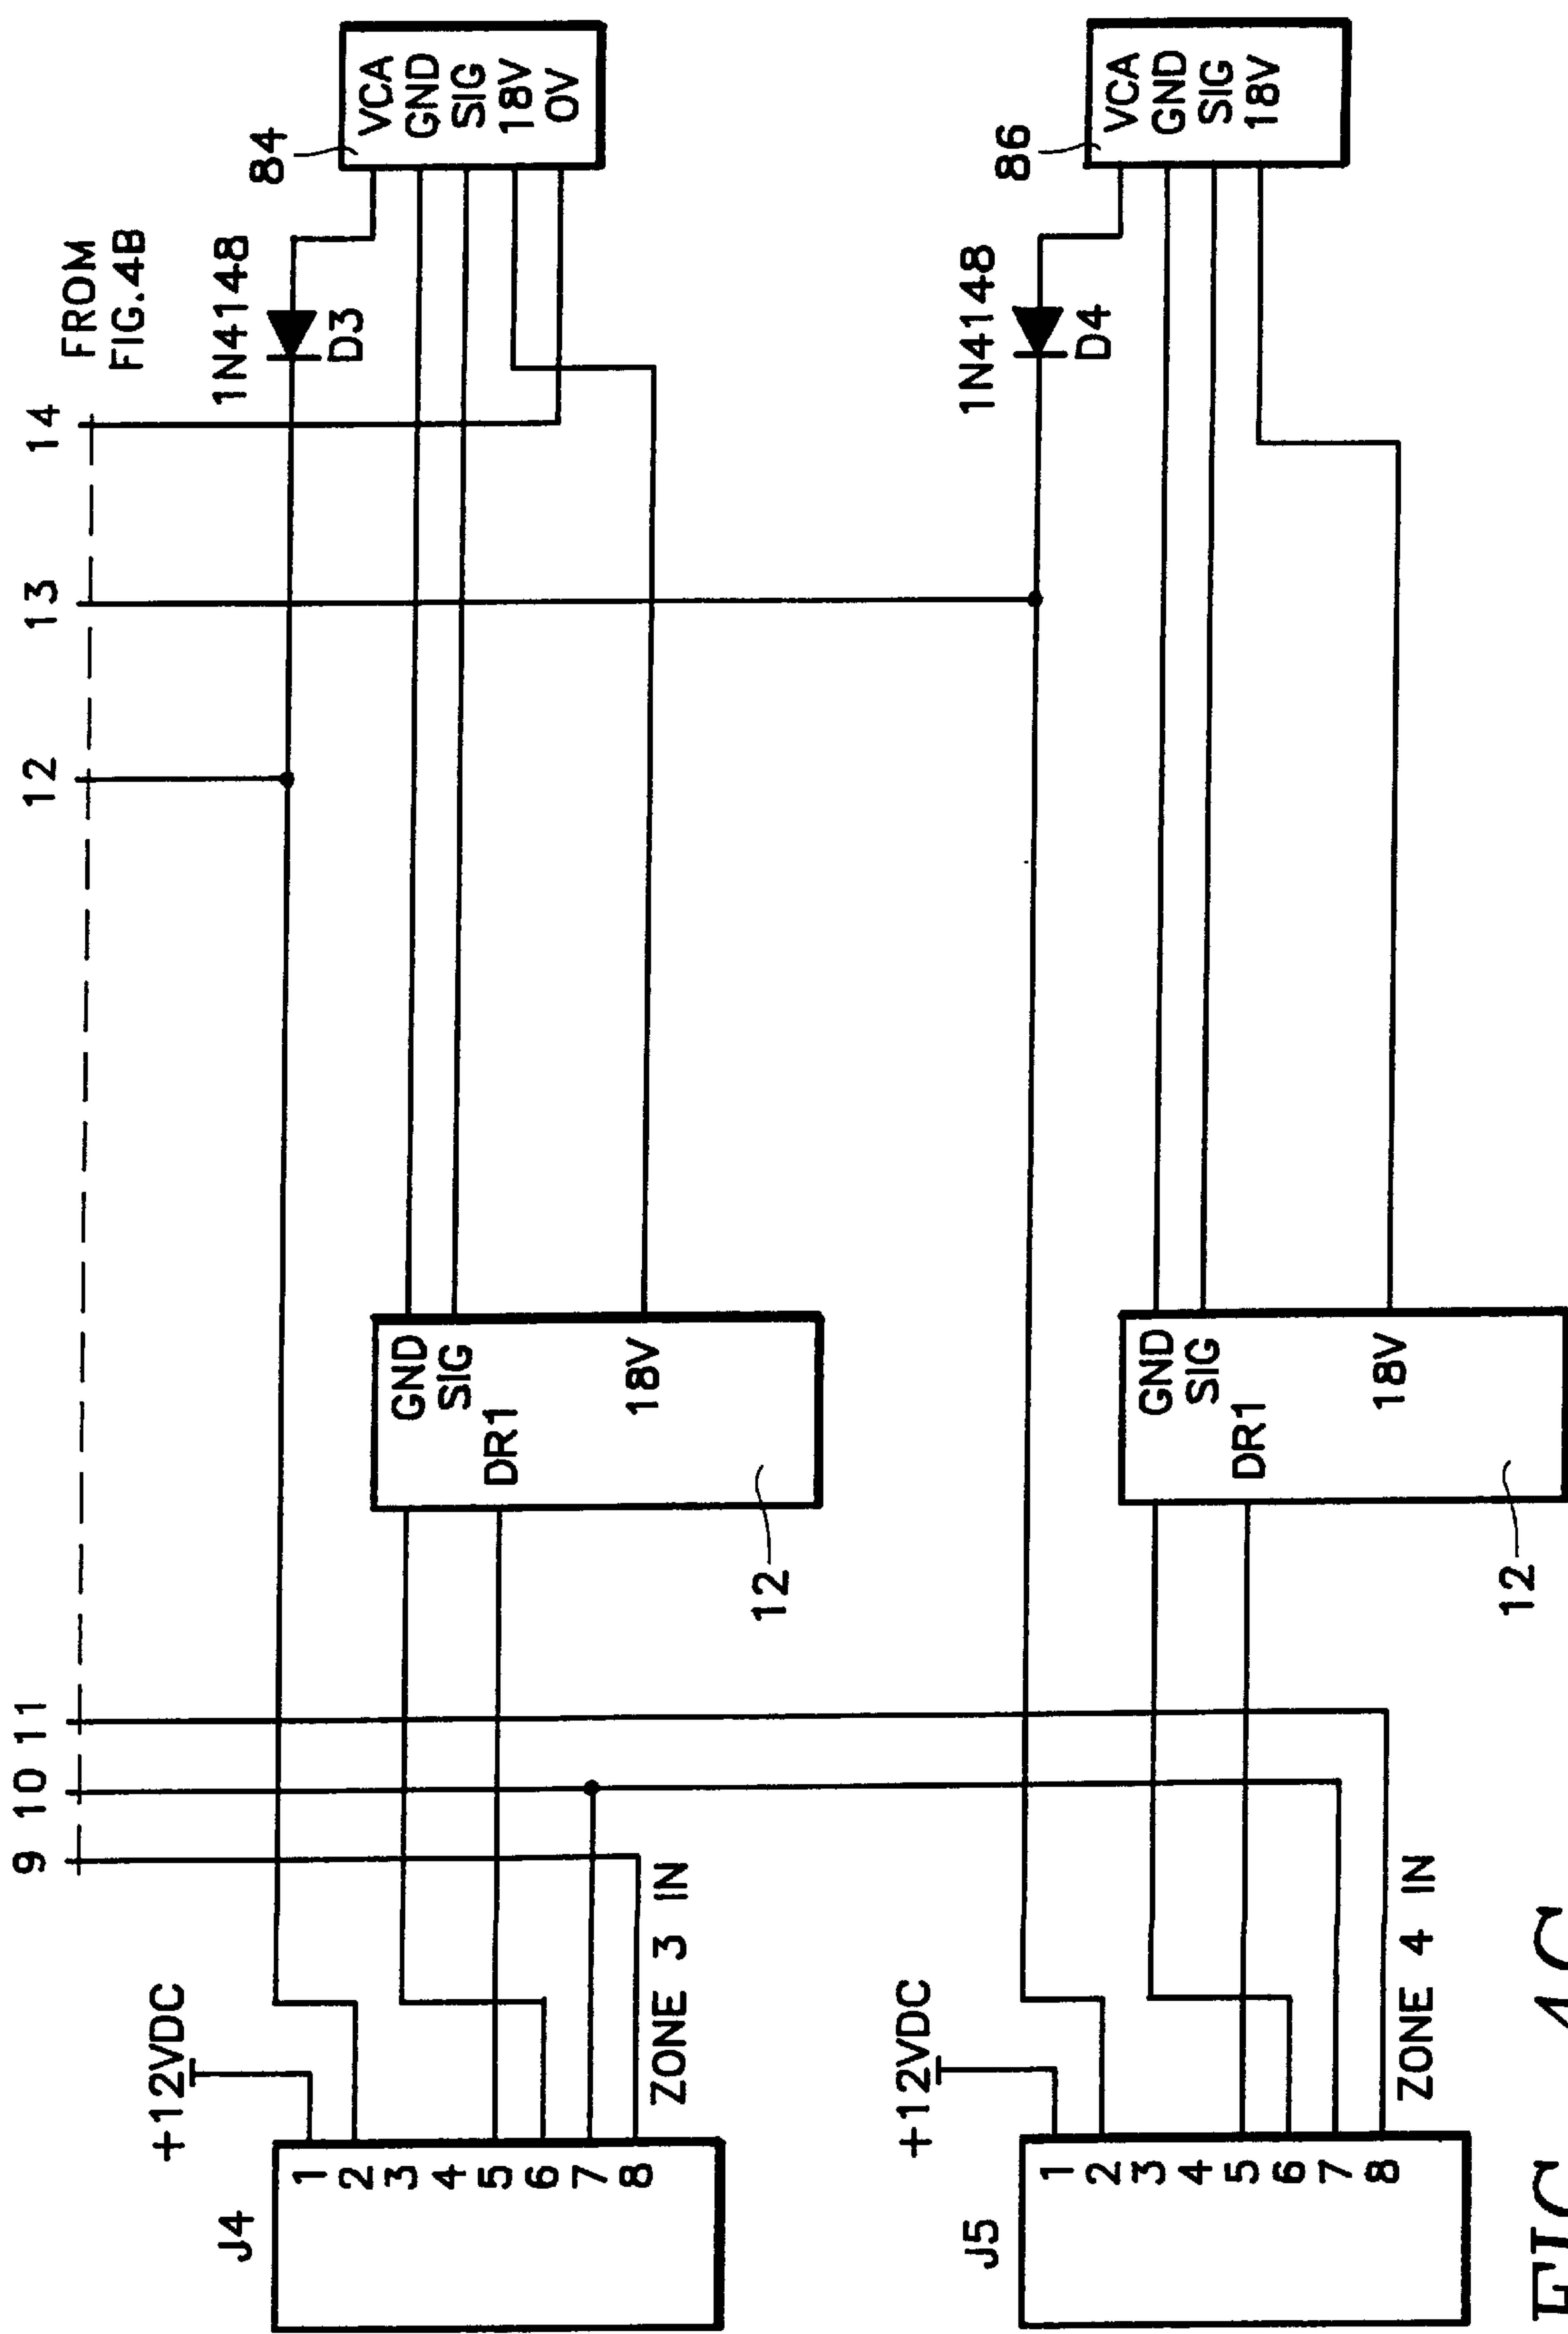 FROM
FIG.4B
9 10 11 12 13 14
+12VDC
J4
1
2
3
4
5
6
7
8
ZONE 3 IN
GND
SIG
DR1
18V
12
1N4148
D3
84
VCA
GND
SIG
18V
0V
+12VDC
J5
1
2
3
4
5
6
7
8
ZONE 4 IN
GND
SIG
DR1
18V
12
1N4148
D4
86
VCA
GND
SIG
18V
FIG. 4C